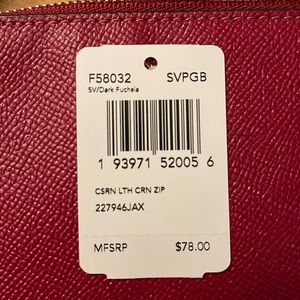 F58032 SVPGB
SV/Dark Fuchsia
1 93971 52005 6
CSRN LTH CRN ZIP
227946JAX
MFSRP $78.00